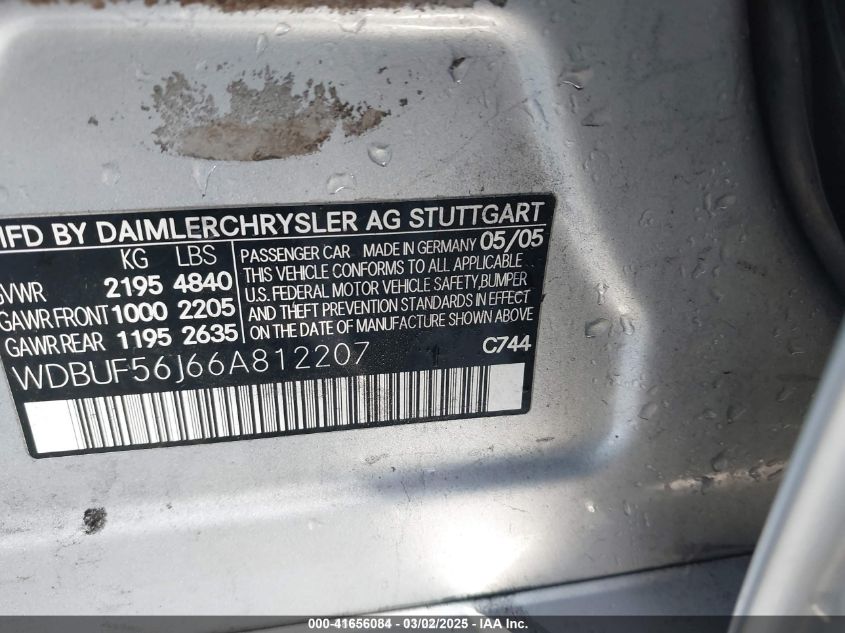 MFD BY DAIMLERCHRYSLER AG STUTTGART
KG LBS
GVWR 2195 4840
GAWR FRONT 1000 2205
GAWR REAR 1195 2635
PASSENGER CAR MADE IN GERMANY 05/05
THIS VEHICLE CONFORMS TO ALL APPLICABLE
U.S. FEDERAL MOTOR VEHICLE SAFETY, BUMPER
AND THEFT PREVENTION STANDARDS IN EFFECT
ON THE DATE OF MANUFACTURE SHOWN ABOVE
WDBUF56J66A812207
C744
000-41656084 - 03/02/2025 - IAA Inc.